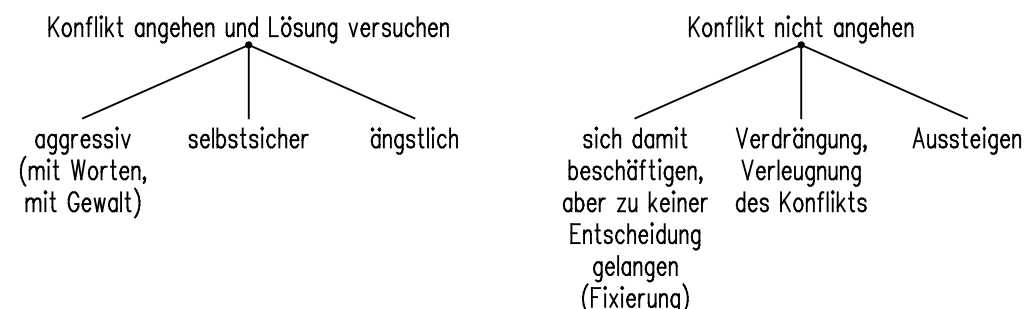 Konflikt angehen und Lösung versuchen
aggressiv
(mit Worten,
mit Gewalt)
selbstsicher
ängstlich
Konflikt nicht angehen
sich damit
beschäftigen,
aber zu keiner
Entscheidung
gelangen
(Fixierung)
Verdrängung,
Verleugnung
des Konflikts
Aussteigen